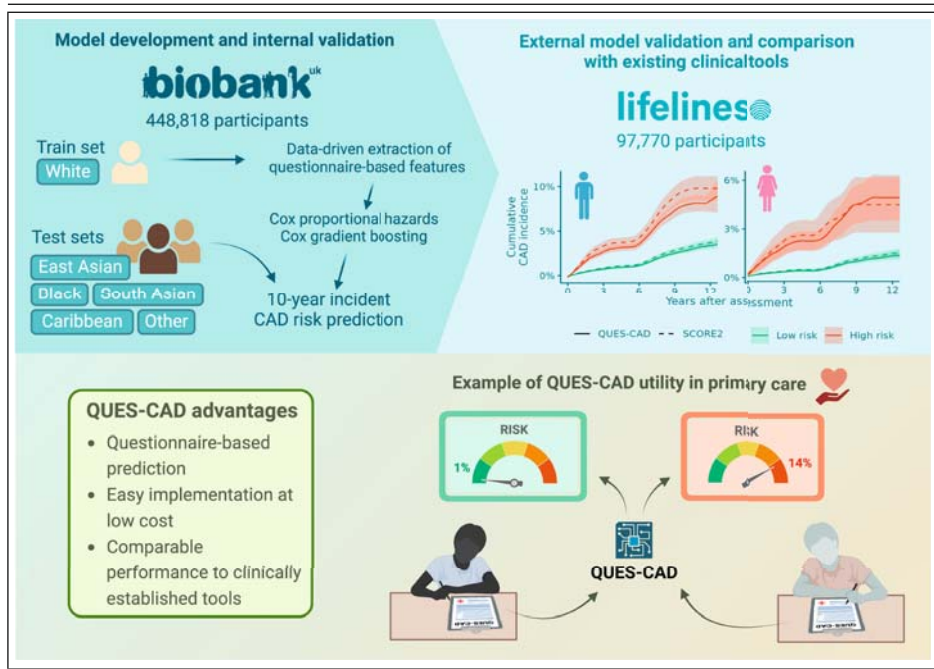 Model development and internal validation
biobank uk
448,818 participants
Train set
White
Data-driven extraction of
questionnaire-based features
Cox proportional hazards
Cox gradient boosting
Test sets
East Asian
Black South Asian
Caribbean Other
10-year incident
CAD risk prediction
External model validation and comparison
with existing clinicaltools
lifelines
97,770 participants
Cumulative
CAD incidence
10%
5%
0%
0 3 6 9 12
6%
3%
0%
0 3 6 9 12
Years after assessment
QUES-CAD SCORE2 Low risk High risk
QUES-CAD advantages
• Questionnaire-based
prediction
• Easy implementation at
low cost
• Comparable
performance to clinically
established tools
Example of QUES-CAD utility in primary care
RISK
1%
RISK
14%
QUES-CAD
QUES-CAD
QUES-CAD